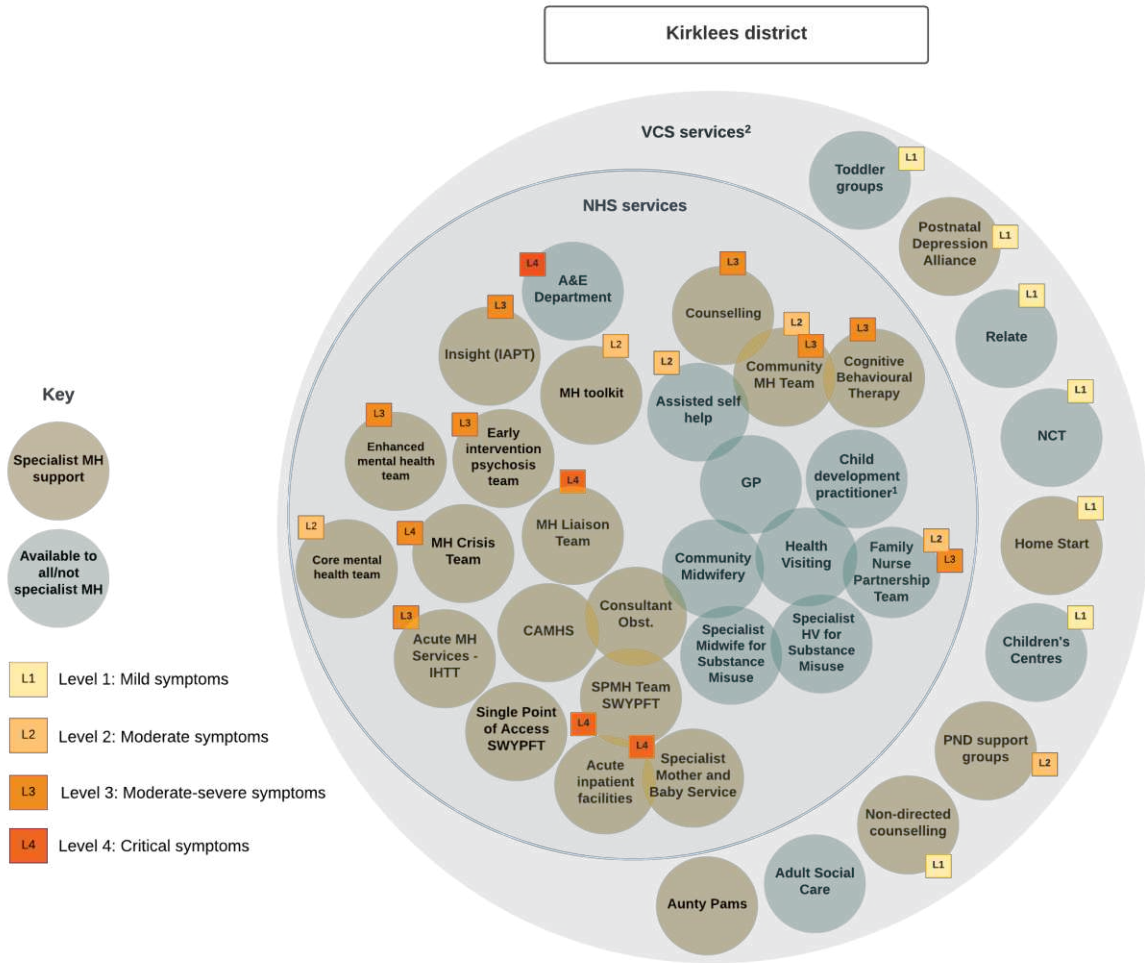 Kirklees district
VCS services²
NHS services
L1
Toddler
groups
Postnatal
Depression
Alliance
L1
L1
Relate
L1
NCT
L1
Home Start
L1
Children's
Centres
PND support
groups
L2
Non-directed
counselling
L1
Adult Social
Care
Aunty Pams
L4
A&E
Department
L3
Counselling
L3
Insight (IAPT)
L2
MH toolkit
L2
Assisted self
help
L2
L3
Community
MH Team
L3
Cognitive
Behavioural
Therapy
L3
Enhanced
mental health
team
L3
Early
intervention
psychosis
team
L4
MH Liaison
Team
GP
Child
development
practitioner¹
L2
Core mental
health team
L4
MH Crisis
Team
Community
Midwifery
Health
Visiting
L2
L3
Family
Nurse
Partnership
Team
L3
Acute MH
Services -
IHTT
CAMHS
Consultant
Obst.
Specialist
Midwife for
Substance
Misuse
Specialist
HV for
Substance
Misuse
SPMH Team
SWYPFT
Single Point
of Access
SWYPFT
L4
Acute
inpatient
facilities
L4
Specialist
Mother and
Baby Service
Key
Specialist MH
support
Available to
all/not
specialist MH
L1 Level 1: Mild symptoms
L2 Level 2: Moderate symptoms
L3 Level 3: Moderate-severe symptoms
L4 Level 4: Critical symptoms